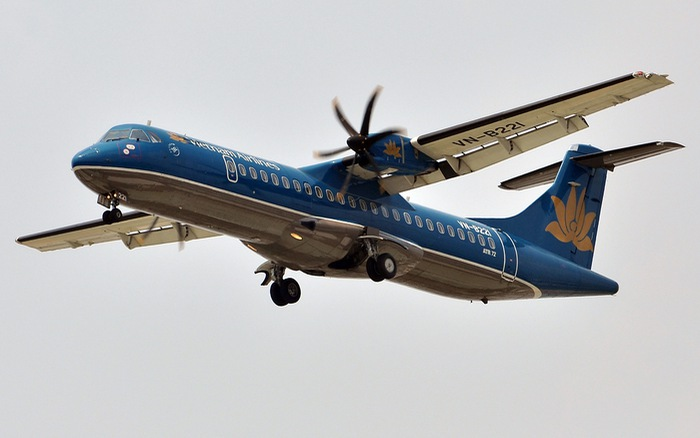 Vietnam Airlines
VN-B221
VN-B221
ATR 72